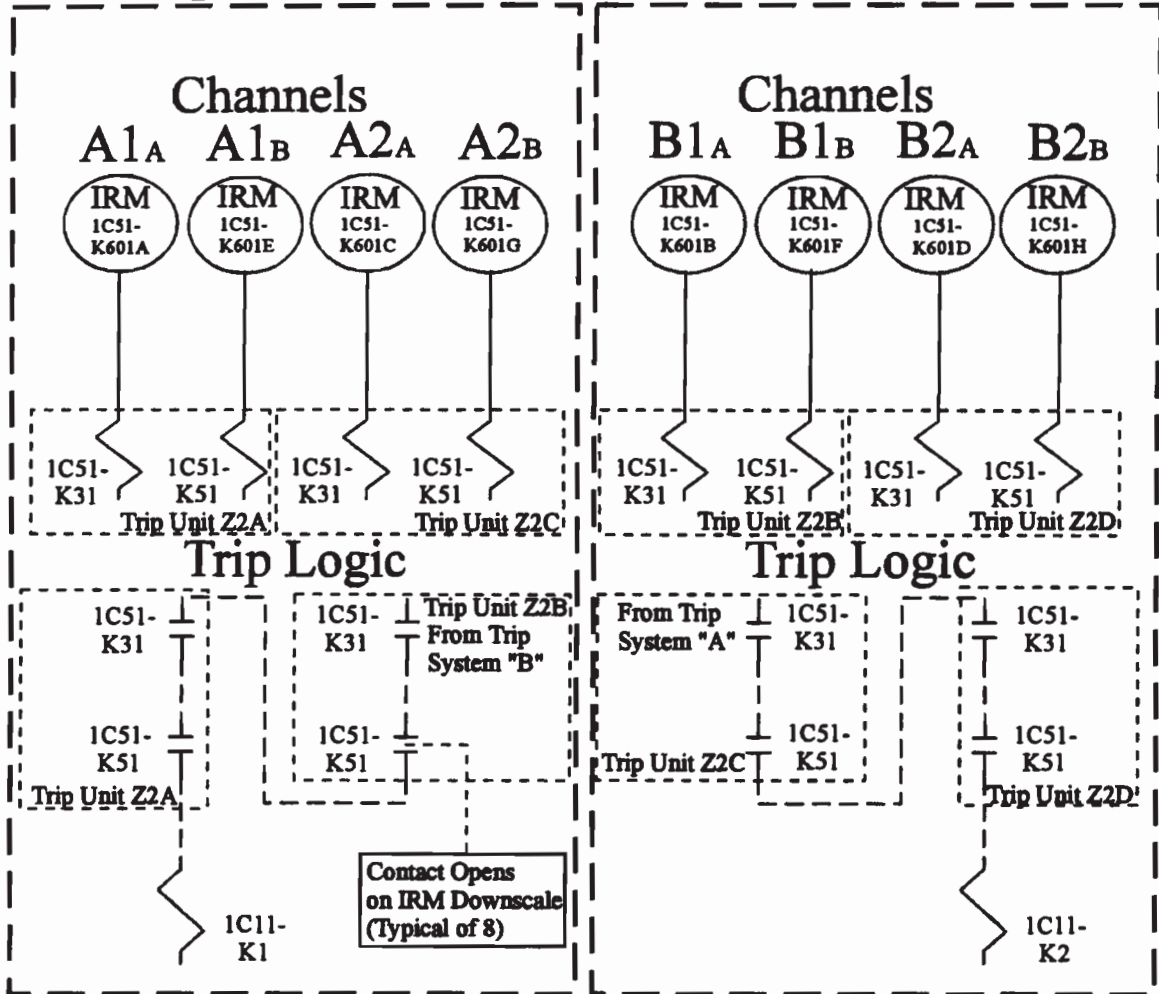 Channels
A1A A1B A2A A2B
IRM
1C51-
K601A
IRM
1C51-
K601E
IRM
1C51-
K601C
IRM
1C51-
K601G
1C51-
K31
1C51-
K51
Trip Unit Z2A
1C51-
K31
1C51-
K51
Trip Unit Z2C
Trip Logic
1C51-
K31
1C51-
K51
Trip Unit Z2A
1C51-
K31
Trip Unit Z2B
From Trip
System "B"
1C51-
K51
Contact Opens
on IRM Downscale
(Typical of 8)
1C11-
K1
Channels
B1A B1B B2A B2B
IRM
1C51-
K601B
IRM
1C51-
K601F
IRM
1C51-
K601D
IRM
1C51-
K601H
1C51-
K31
1C51-
K51
Trip Unit Z2B
1C51-
K31
1C51-
K51
Trip Unit Z2D
Trip Logic
From Trip
System "A"
1C51-
K31
1C51-
K51
Trip Unit Z2C
1C51-
K31
1C51-
K51
Trip Unit Z2D
1C11-
K2